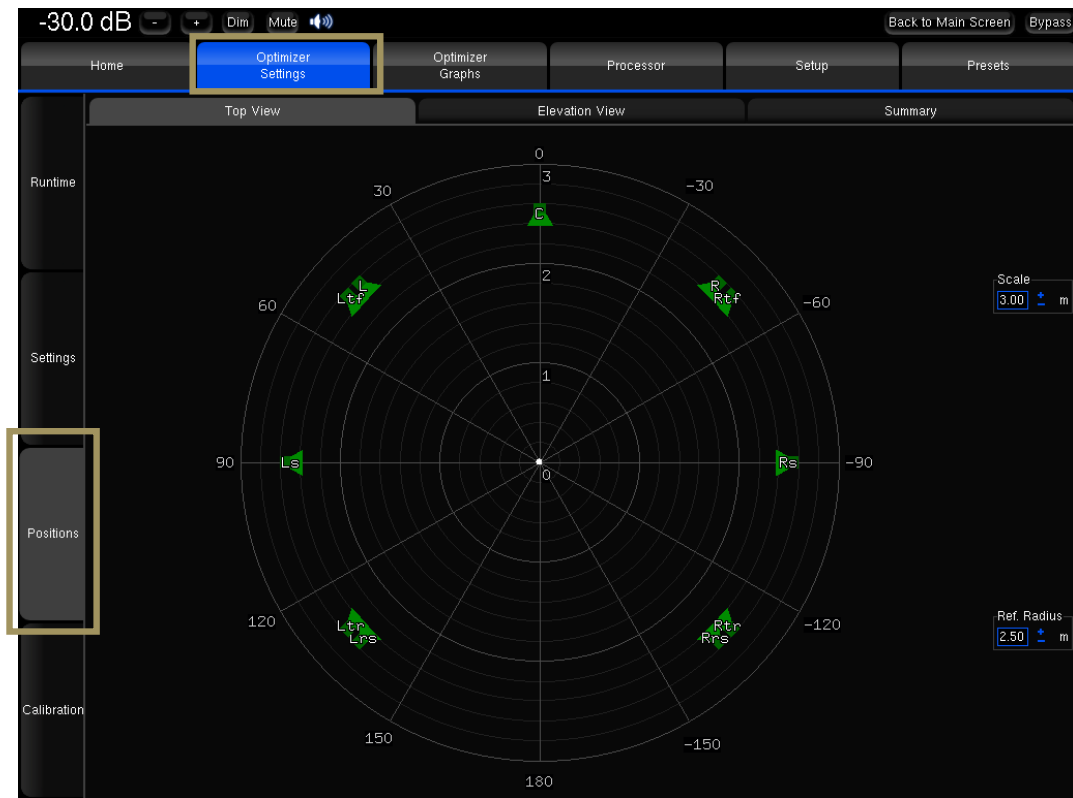 -30.0 dB - + Dim Mute Back to Main Screen Bypass
Home Optimizer Settings Optimizer Graphs Processor Setup Presets
Top View Elevation View Summary
Runtime
Settings
Positions
Calibration
0
3
30 -30
C
2
L R
Ltf Rtf
60 -60
1
90 Ls Rs -90
0
120 Ltr Rtr -120
Lrs Rrs
150 -150
180
Scale
3.00 + - m
Ref. Radius
2.50 + - m